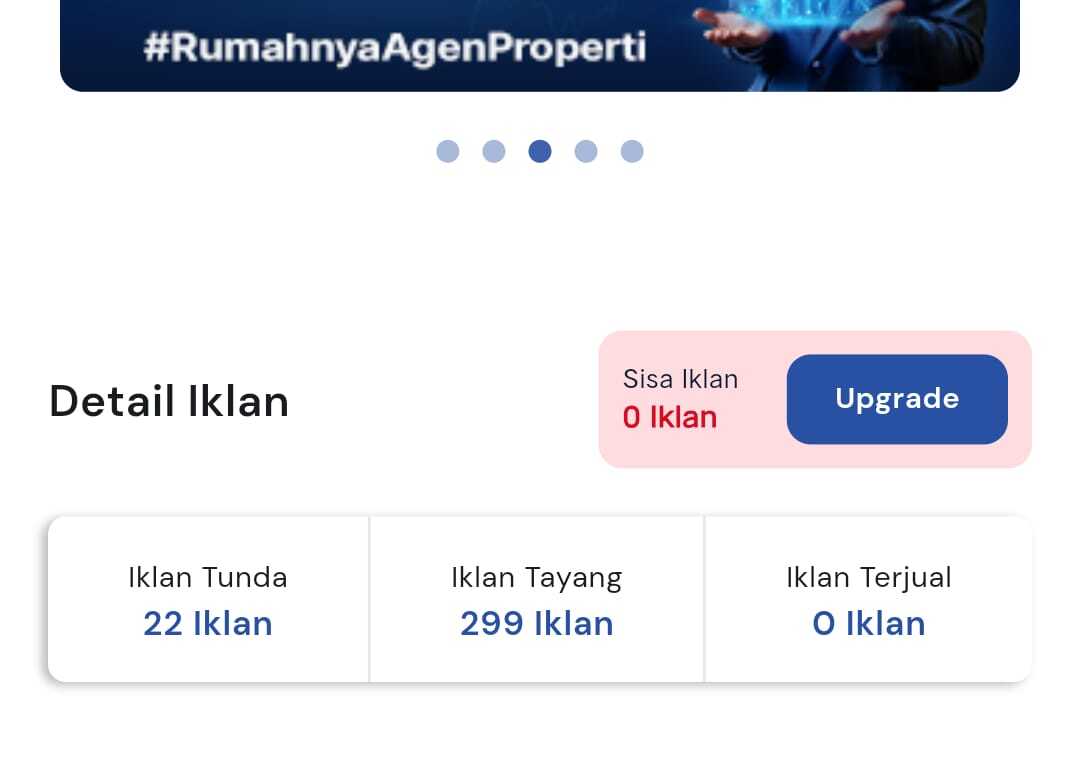 #RumahnyaAgenProperti
Detail Iklan
Sisa Iklan
0 Iklan
Upgrade
Iklan Tunda
22 Iklan
Iklan Tayang
299 Iklan
Iklan Terjual
0 Iklan